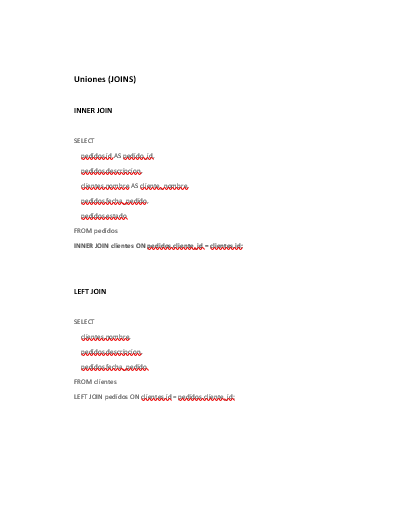 Uniones (JOINS)
INNER JOIN
SELECT
pedidos.id AS pedido_id,
pedidos.descripcion,
clientes.nombre AS cliente_nombre,
pedidos.fecha_pedido,
pedidos.estado
FROM pedidos
INNER JOIN clientes ON pedidos.cliente_id = clientes.id;
LEFT JOIN
SELECT
clientes.nombre,
pedidos.descripcion,
pedidos.fecha_pedido
FROM clientes
LEFT JOIN pedidos ON clientes.id = pedidos.cliente_id;